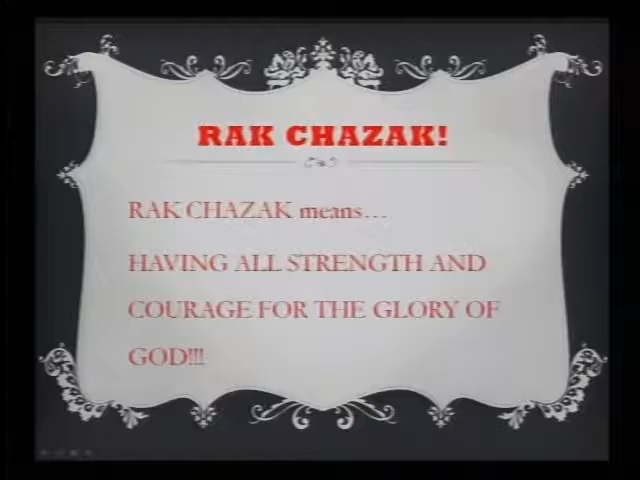 RAK CHAZAK!
RAK CHAZAK means...
HAVING ALL STRENGTH AND
COURAGE FOR THE GLORY OF
GOD!!!